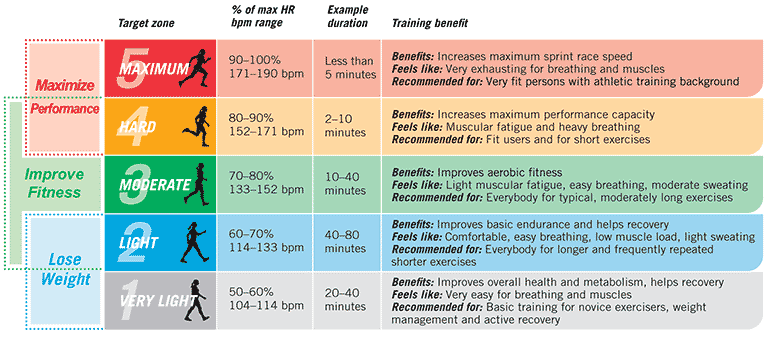 Target zone
% of max HR
bpm range
Example
duration
Training benefit
Maximize
Performance
Improve
Fitness
Lose
Weight
5
MAXIMUM
90–100%
171–190 bpm
Less than
5 minutes
Benefits: Increases maximum sprint race speed
Feels like: Very exhausting for breathing and muscles
Recommended for: Very fit persons with athletic training background
4
HARD
80–90%
152–171 bpm
2–10
minutes
Benefits: Increases maximum performance capacity
Feels like: Muscular fatigue and heavy breathing
Recommended for: Fit users and for short exercises
3
MODERATE
70–80%
133–152 bpm
10–40
minutes
Benefits: Improves aerobic fitness
Feels like: Light muscular fatigue, easy breathing, moderate sweating
Recommended for: Everybody for typical, moderately long exercises
2
LIGHT
60–70%
114–133 bpm
40–80
minutes
Benefits: Improves basic endurance and helps recovery
Feels like: Comfortable, easy breathing, low muscle load, light sweating
Recommended for: Everybody for longer and frequently repeated
shorter exercises
1
VERY LIGHT
50–60%
104–114 bpm
20–40
minutes
Benefits: Improves overall health and metabolism, helps recovery
Feels like: Very easy for breathing and muscles
Recommended for: Basic training for novice exercisers, weight
management and active recovery